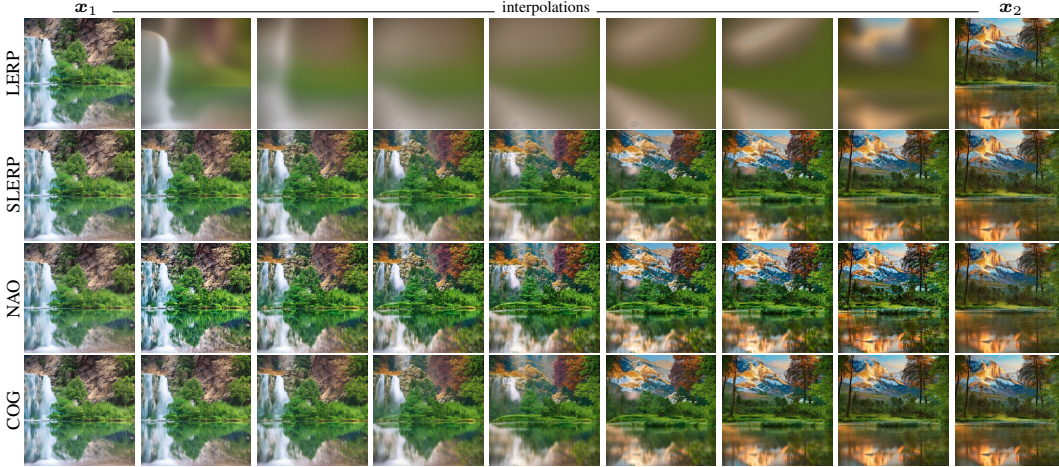 x₁ interpolations x₂
LERP
SLERP
NAO
COG